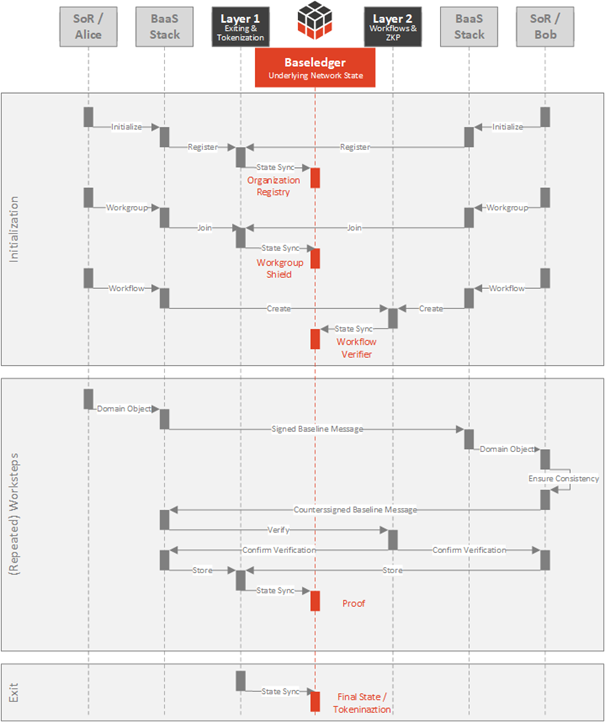 SoR / Alice
BaaS Stack
Layer 1
Exiting & Tokenization
Layer 2
Workflows & ZKP
BaaS Stack
SoR / Bob
Baseledger
Underlying Network State
Initialization
Initialize
Initialize
Register
Register
State Sync
Organization Registry
Workgroup
Workgroup
Join
Join
State Sync
Workgroup Shield
Workflow
Workflow
Create
Create
State Sync
Workflow Verifier
(Repeated) Worksteps
Domain Object
Signed Baseline Message
Domain Object
Ensure Consistency
Counterssigned Baseline Message
Verify
Confirm Verification
Confirm Verification
Store
Store
State Sync
Proof
Exit
State Sync
Final State /
Tokeninaztion